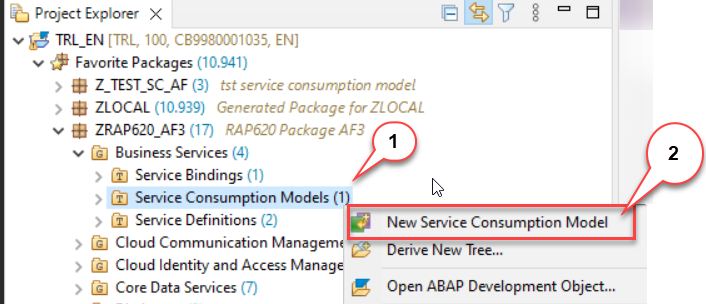 Project Explorer
TRL_EN [TRL, 100, CB9980001035, EN]
Favorite Packages (10.941)
Z_TEST_SC_AF (3) tst service consumption model
ZLOCAL (10.939) Generated Package for ZLOCAL
ZRAP620_AF3 (17) RAP620 Package AF3
1
Business Services (4)
2
Service Bindings (1)
Service Consumption Models (1)
New Service Consumption Model
Service Definitions (2)
Cloud Communication Manageme
Derive New Tree...
Cloud Identity and Access Manage
Core Data Services (7)
Open ABAP Development Object...